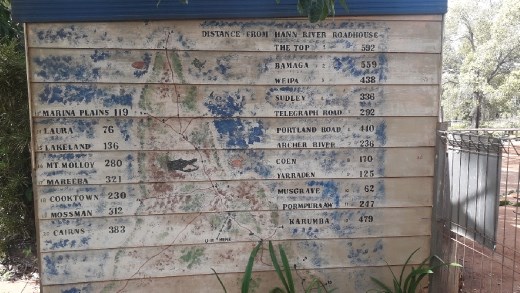 DISTANCE FROM HANN RIVER ROADHOUSE
THE TOP 592
BAMAGA 559
WEIPA 438
SUDLEY 336
TELEGRAPH ROAD 292
PORTLAND ROAD 440
ARCHER RIVER 236
COEN 170
YARRADEN 125
MUSGRAVE 62
PORMPURAAW 247
KARUMBA 479
MARINA PLAINS 119
LAURA 76
LAKELAND 136
MT MOLLOY 280
MAREEBA 321
COOKTOWN 230
MOSSMAN 312
CAIRNS 383